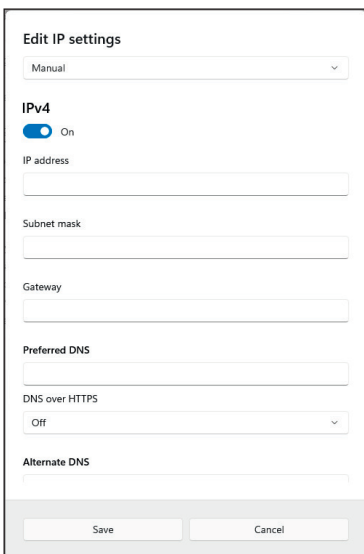 Edit IP settings
Manual
IPv4
On
IP address
Subnet mask
Gateway
Preferred DNS
DNS over HTTPS
Off
Alternate DNS
Save Cancel